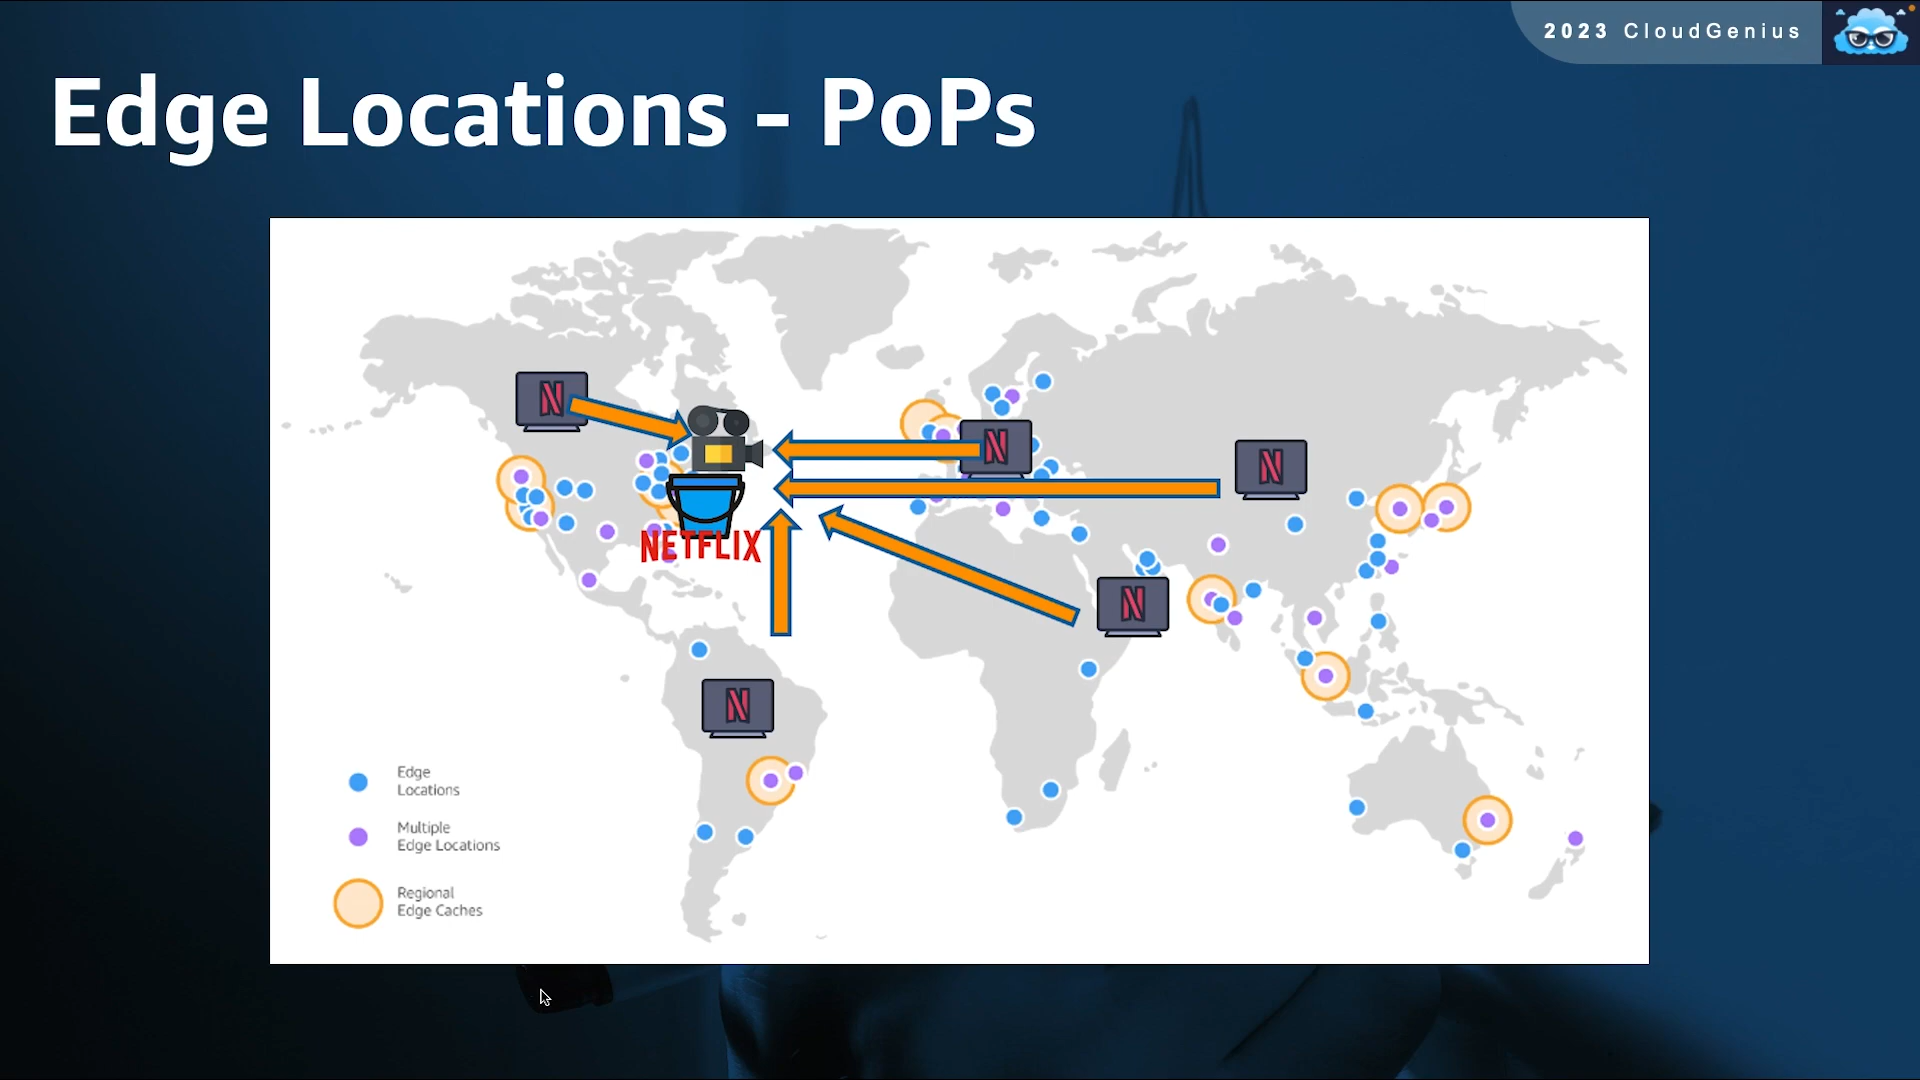 2023 CloudGenius
Edge Locations - PoPs
N
N
N
NETFLIX
N
N
Edge
Locations
Multiple
Edge Locations
Regional
Edge Caches